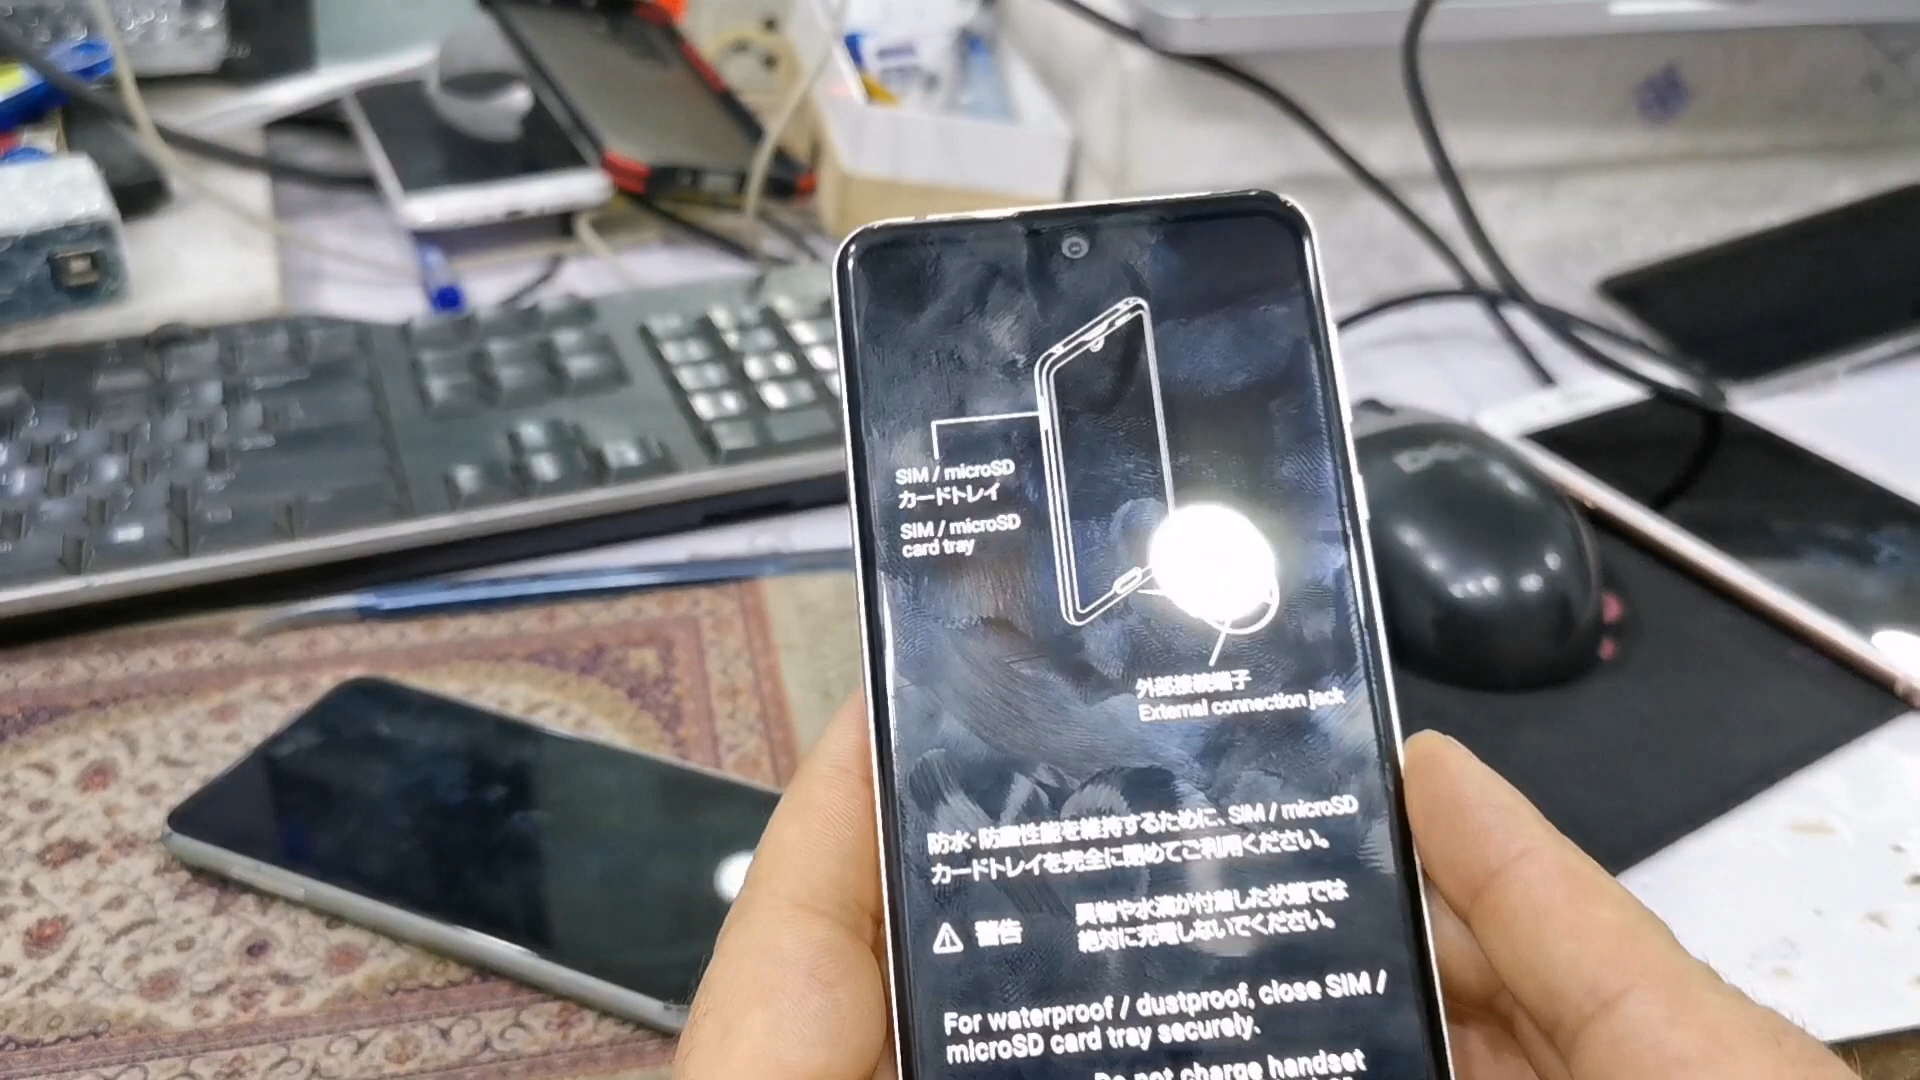 SIM / microSD
カードトレイ
SIM / microSD
card tray
外部接続端子
External connection jack
防水・防塵性能を維持するために、SIM / microSD
カードトレイを完全に閉めてご利用ください。
警告
異物や水滴が付着した状態では
絶対に充電しないでください。
For waterproof / dustproof, close SIM /
microSD card tray securely.
Do not charge handset
DELL